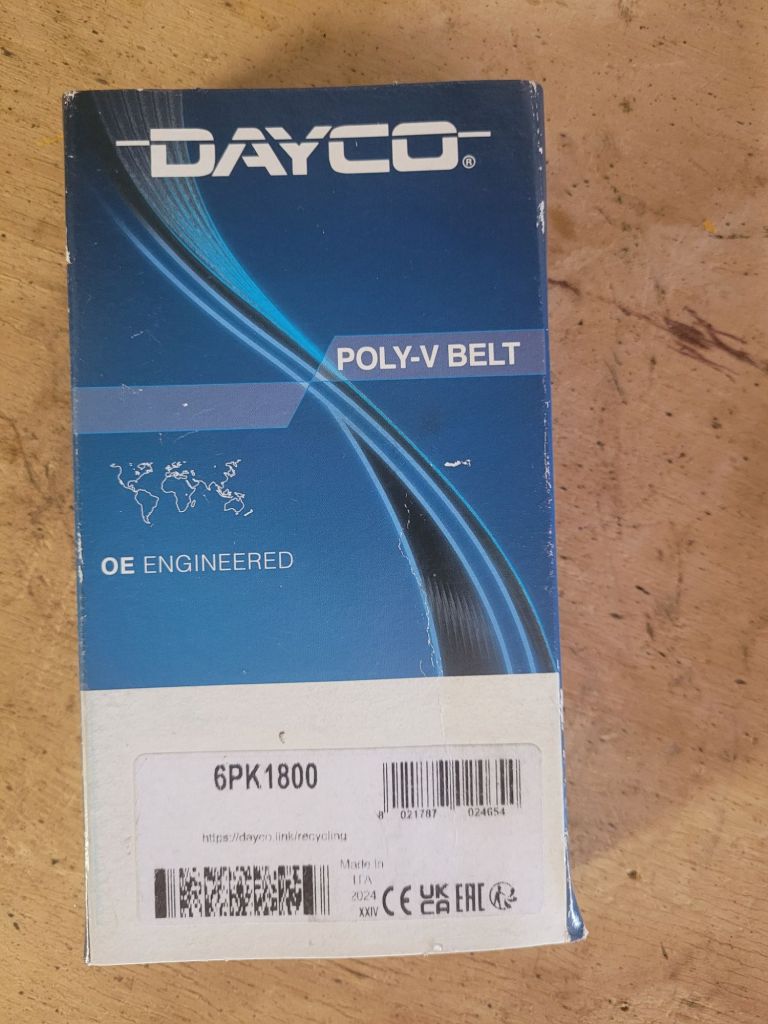 DAYCO®
POLY-V BELT
OE ENGINEERED
6PK1800
8 021787 024654
https://dayco.link/recycling
Made in
ITA
2024
XXIV
CE UK CA EAC